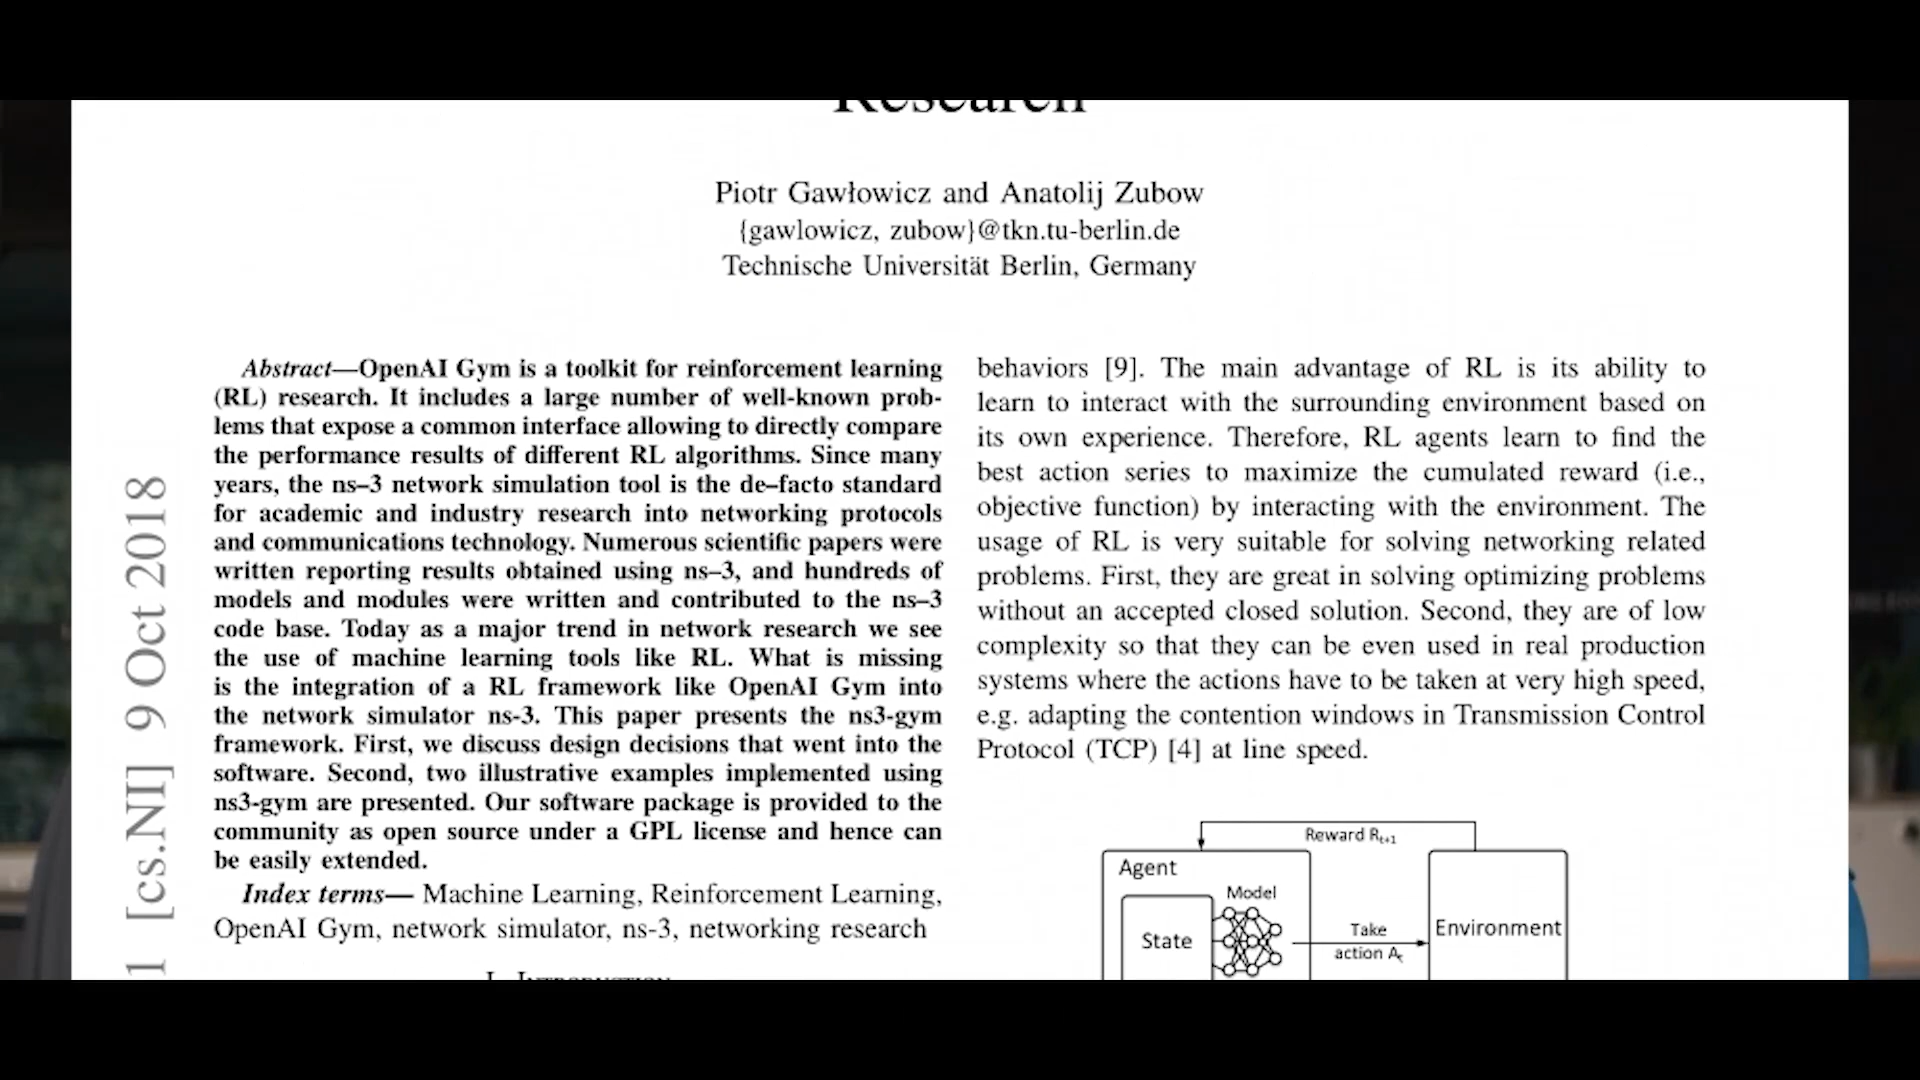 Research
Piotr Gawłowicz and Anatolij Zubow
{gawlowicz, zubow}@tkn.tu-berlin.de
Technische Universität Berlin, Germany
Abstract—OpenAI Gym is a toolkit for reinforcement learning
(RL) research. It includes a large number of well-known prob-
lems that expose a common interface allowing to directly compare
the performance results of different RL algorithms. Since many
years, the ns–3 network simulation tool is the de–facto standard
for academic and industry research into networking protocols
and communications technology. Numerous scientific papers were
written reporting results obtained using ns–3, and hundreds of
models and modules were written and contributed to the ns–3
code base. Today as a major trend in network research we see
the use of machine learning tools like RL. What is missing
is the integration of a RL framework like OpenAI Gym into
the network simulator ns-3. This paper presents the ns3-gym
framework. First, we discuss design decisions that went into the
software. Second, two illustrative examples implemented using
ns3-gym are presented. Our software package is provided to the
community as open source under a GPL license and hence can
be easily extended.
Index terms— Machine Learning, Reinforcement Learning,
OpenAI Gym, network simulator, ns-3, networking research
I. INTRODUCTION
behaviors [9]. The main advantage of RL is its ability to
learn to interact with the surrounding environment based on
its own experience. Therefore, RL agents learn to find the
best action series to maximize the cumulated reward (i.e.,
objective function) by interacting with the environment. The
usage of RL is very suitable for solving networking related
problems. First, they are great in solving optimizing problems
without an accepted closed solution. Second, they are of low
complexity so that they can be even used in real production
systems where the actions have to be taken at very high speed,
e.g. adapting the contention windows in Transmission Control
Protocol (TCP) [4] at line speed.
Reward Rt+1
Agent
Model
State
Take
action At
Environment
1 [cs.NI] 9 Oct 2018